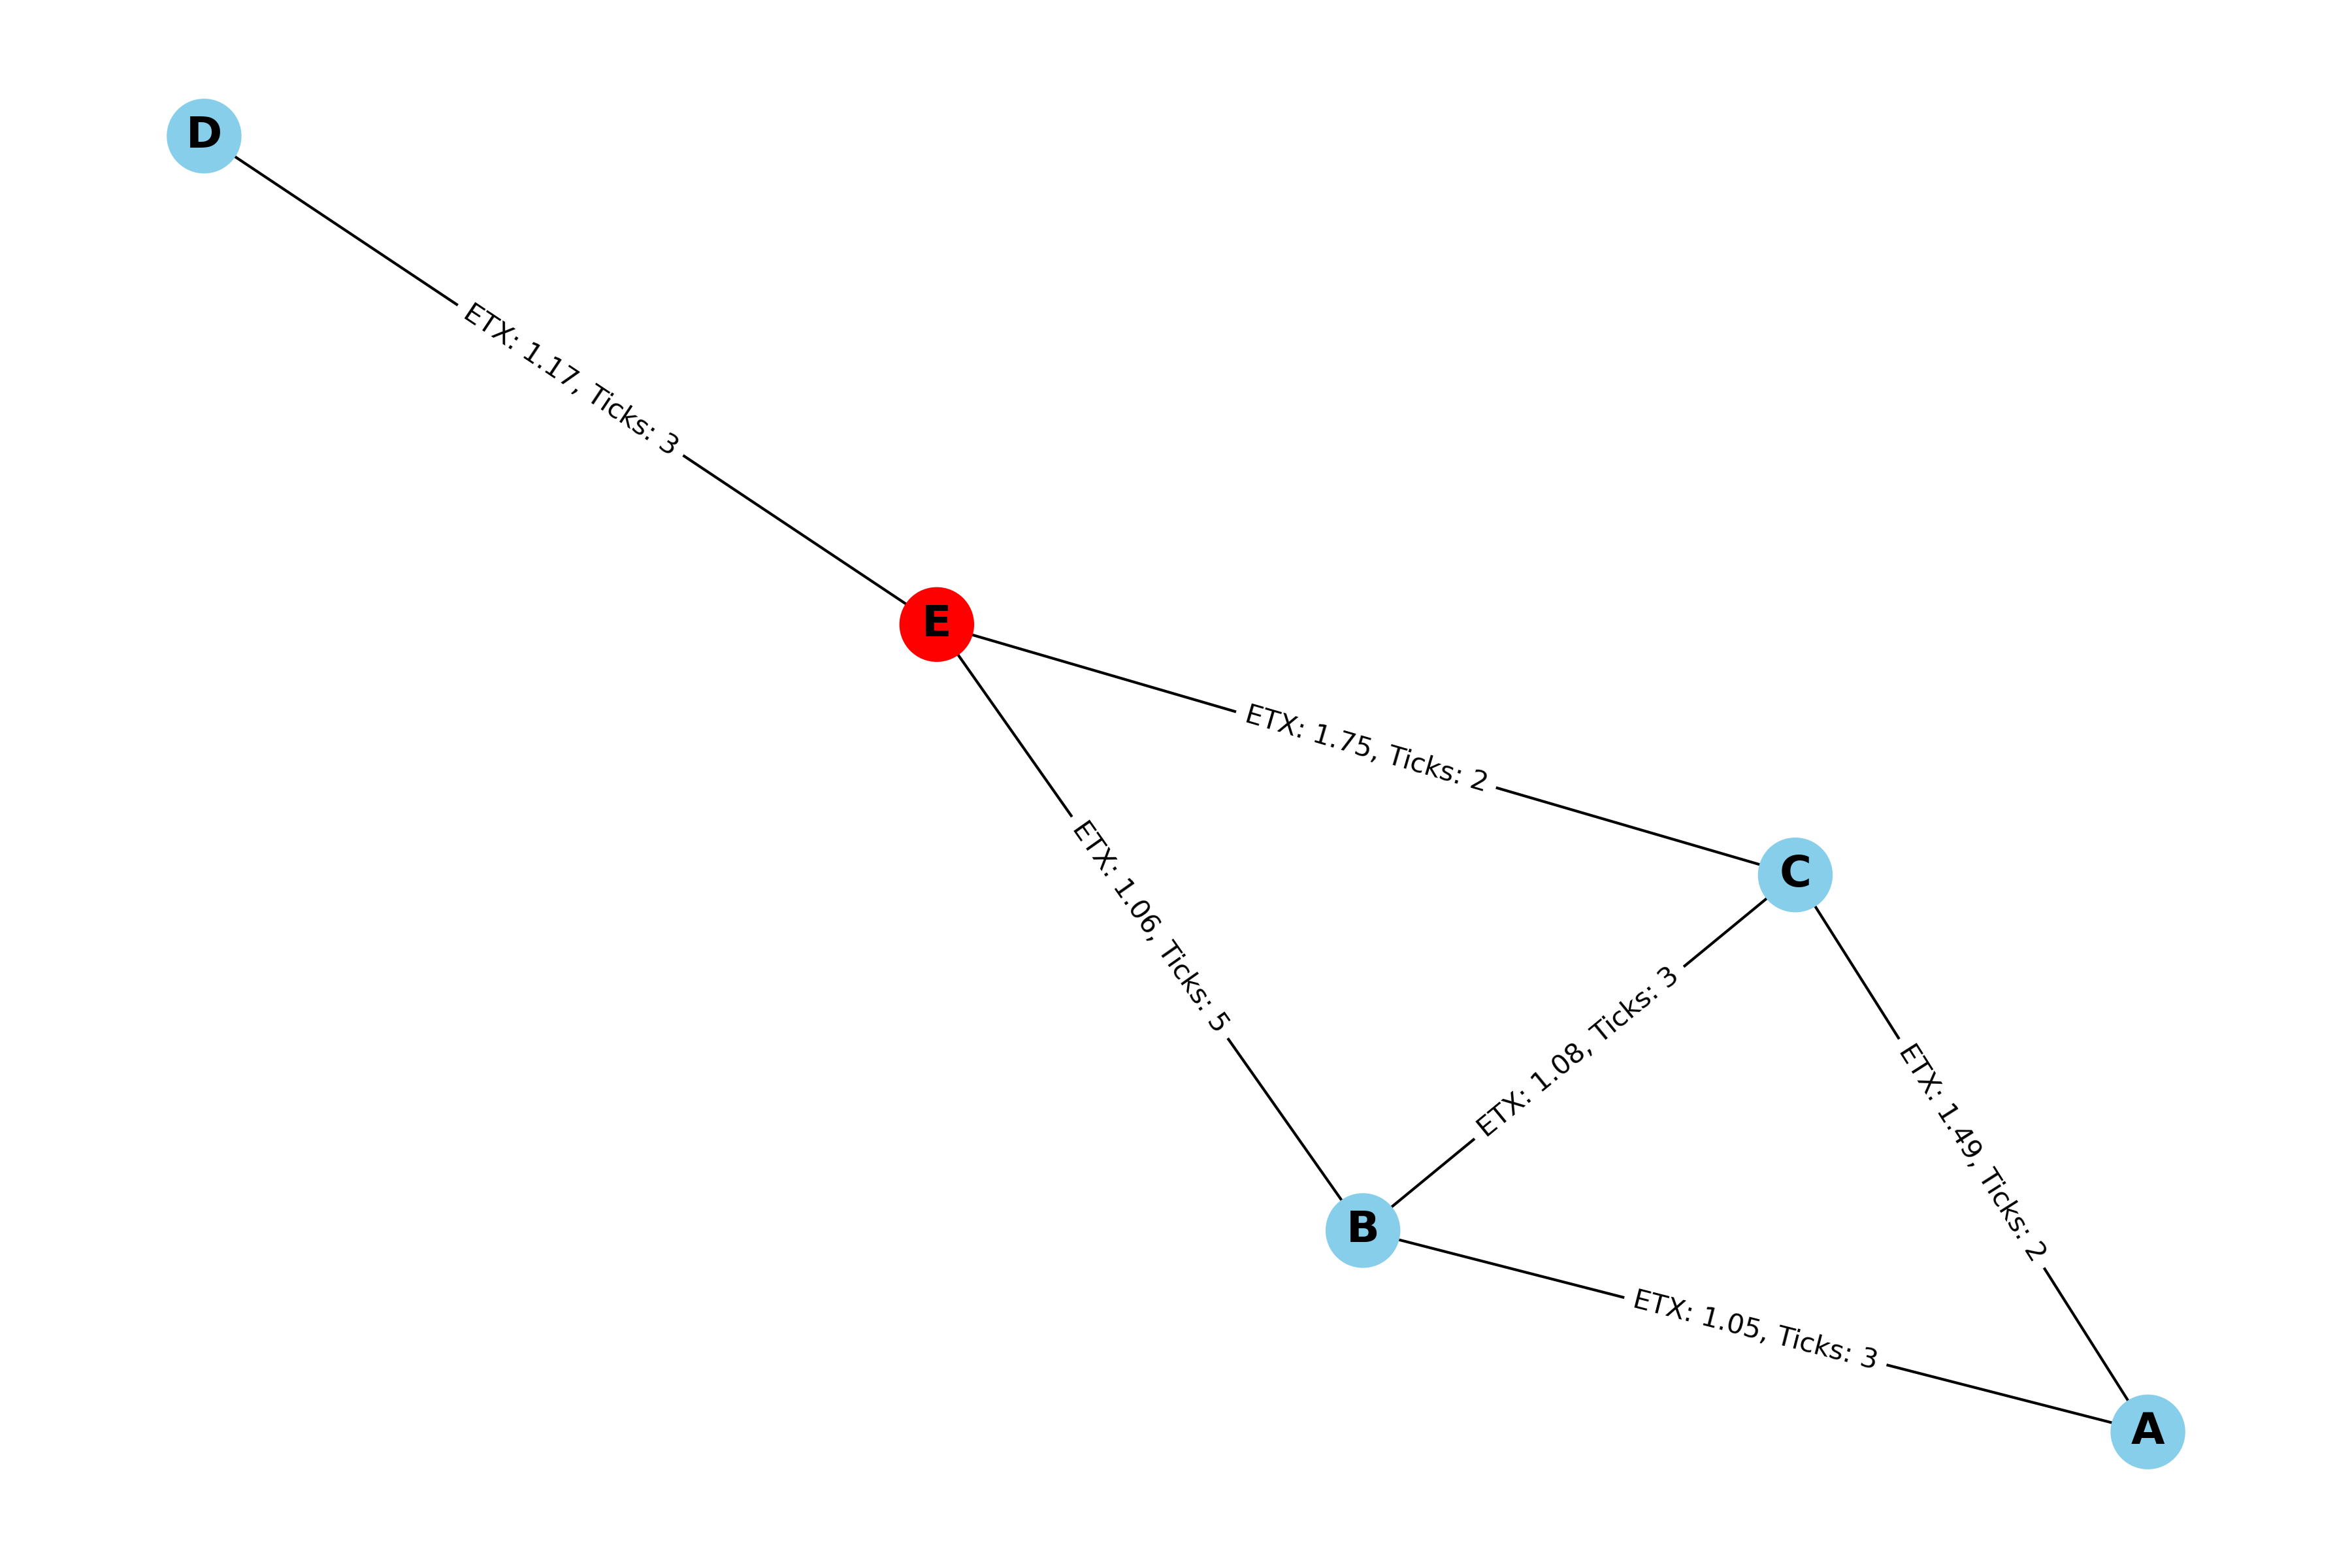 D
ETX: 1.17, Ticks: 3
E
ETX: 1.75, Ticks: 2
C
ETX: 1.06, Ticks: 5
ETX: 1.08, Ticks: 3
ETX: 1.49, Ticks: 2
B
ETX: 1.05, Ticks: 3
A